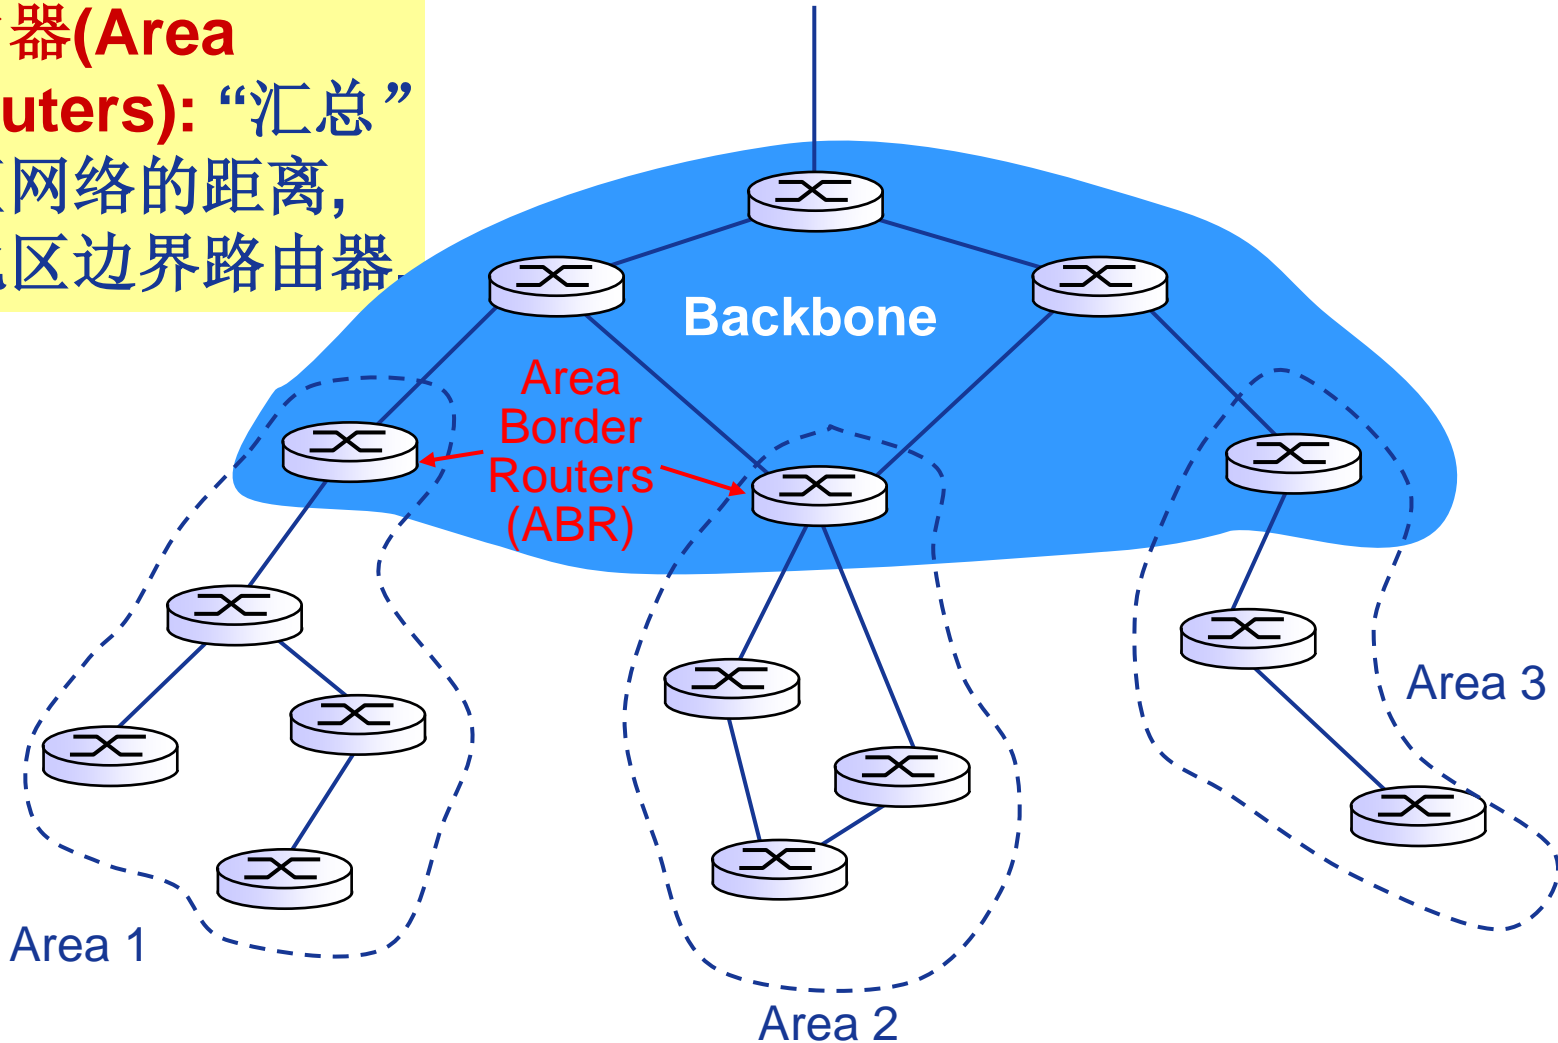 器(Area
uters): “汇总”
网络的距离,
区边界路由器.
Backbone
Area
Border
Routers
(ABR)
Area 3
Area 1
Area 2